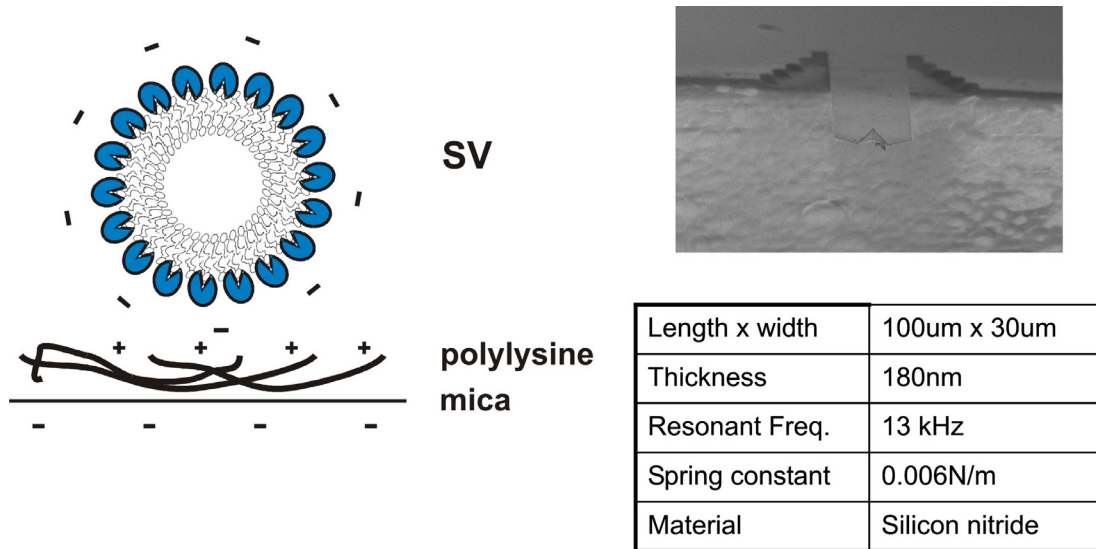 SV
polylysine
mica
+ + + +
- - - - - - - - -
- - - -
Length x width 100um x 30um
Thickness 180nm
Resonant Freq. 13 kHz
Spring constant 0.006N/m
Material Silicon nitride